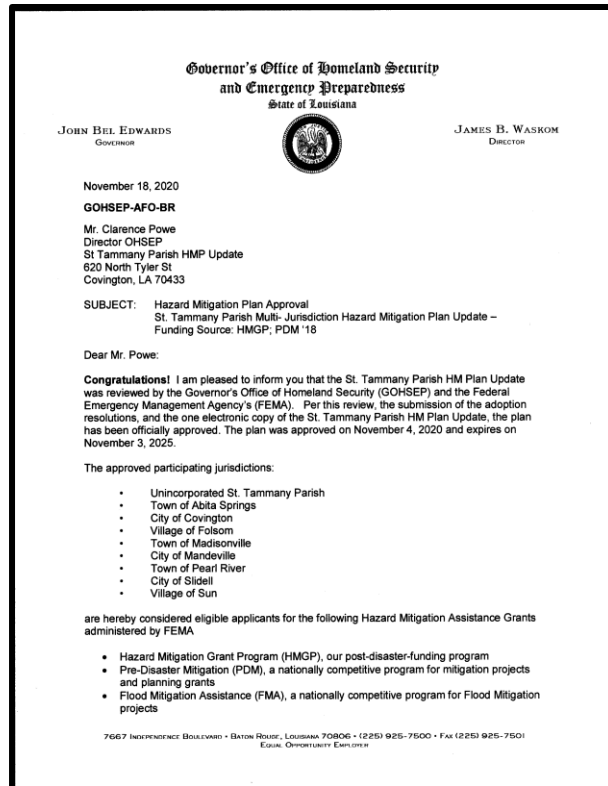 Governor's Office of Homeland Security
and Emergency Preparedness
State of Louisiana
JOHN BEL EDWARDS
GOVERNOR
JAMES B. WASKOM
DIRECTOR
November 18, 2020
GOHSEP-AFO-BR
Mr. Clarence Powe
Director OHSEP
St Tammany Parish HMP Update
620 North Tyler St
Covington, LA 70433
SUBJECT: Hazard Mitigation Plan Approval
St. Tammany Parish Multi- Jurisdiction Hazard Mitigation Plan Update –
Funding Source: HMGP; PDM '18
Dear Mr. Powe:
Congratulations! I am pleased to inform you that the St. Tammany Parish HM Plan Update
was reviewed by the Governor's Office of Homeland Security (GOHSEP) and the Federal
Emergency Management Agency's (FEMA). Per this review, the submission of the adoption
resolutions, and the one electronic copy of the St. Tammany Parish HM Plan Update, the plan
has been officially approved. The plan was approved on November 4, 2020 and expires on
November 3, 2025.
The approved participating jurisdictions:
• Unincorporated St. Tammany Parish
• Town of Abita Springs
• City of Covington
• Village of Folsom
• Town of Madisonville
• City of Mandeville
• Town of Pearl River
• City of Slidell
• Village of Sun
are hereby considered eligible applicants for the following Hazard Mitigation Assistance Grants
administered by FEMA
• Hazard Mitigation Grant Program (HMGP), our post-disaster-funding program
• Pre-Disaster Mitigation (PDM), a nationally competitive program for mitigation projects
and planning grants
• Flood Mitigation Assistance (FMA), a nationally competitive program for Flood Mitigation
projects
7667 INDEPENDENCE BOULEVARD • BATON ROUGE, LOUISIANA 70806 • (225) 925-7500 • FAX (225) 925-7501
EQUAL OPPORTUNITY EMPLOYER